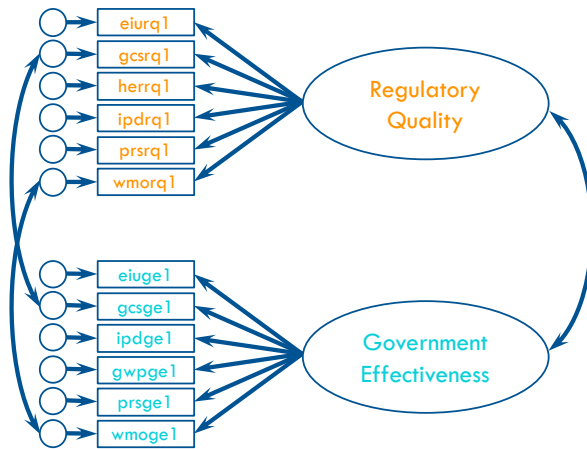 eiurq1
gcsrq1
herrq1
ipdrq1
prsrq1
wmorq1
Regulatory
Quality
eiuge1
gcsge1
ipdge1
gwpge1
prsge1
wmoge1
Government
Effectiveness